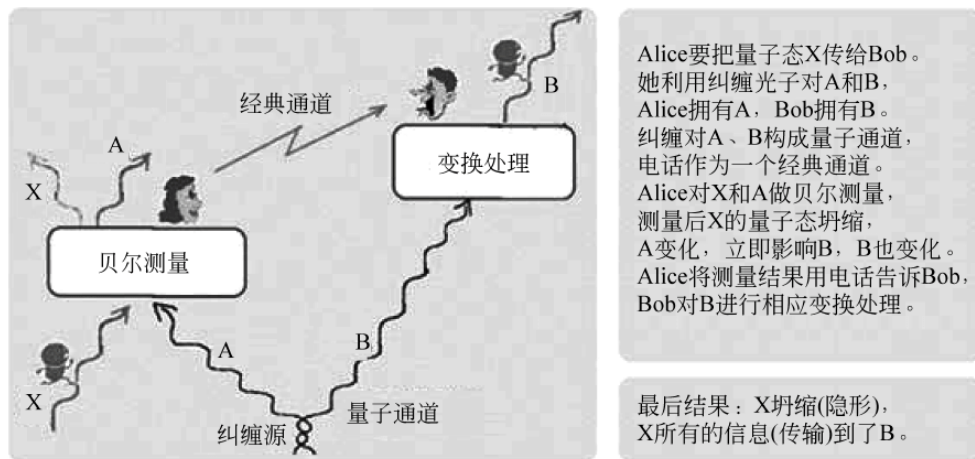 经典通道
B
A
X
变换处理
贝尔测量
A
B
X
量子通道
纠缠源
Alice要把量子态X传给Bob。
她利用纠缠光子对A和B，
Alice拥有A，Bob拥有B。
纠缠对A、B构成量子通道，
电话作为一个经典通道。
Alice对X和A做贝尔测量，
测量后X的量子态坍缩，
A变化，立即影响B，B也变化。
Alice将测量结果用电话告诉Bob，
Bob对B进行相应变换处理。
最后结果：X坍缩(隐形)，
X所有的信息(传输)到了B。